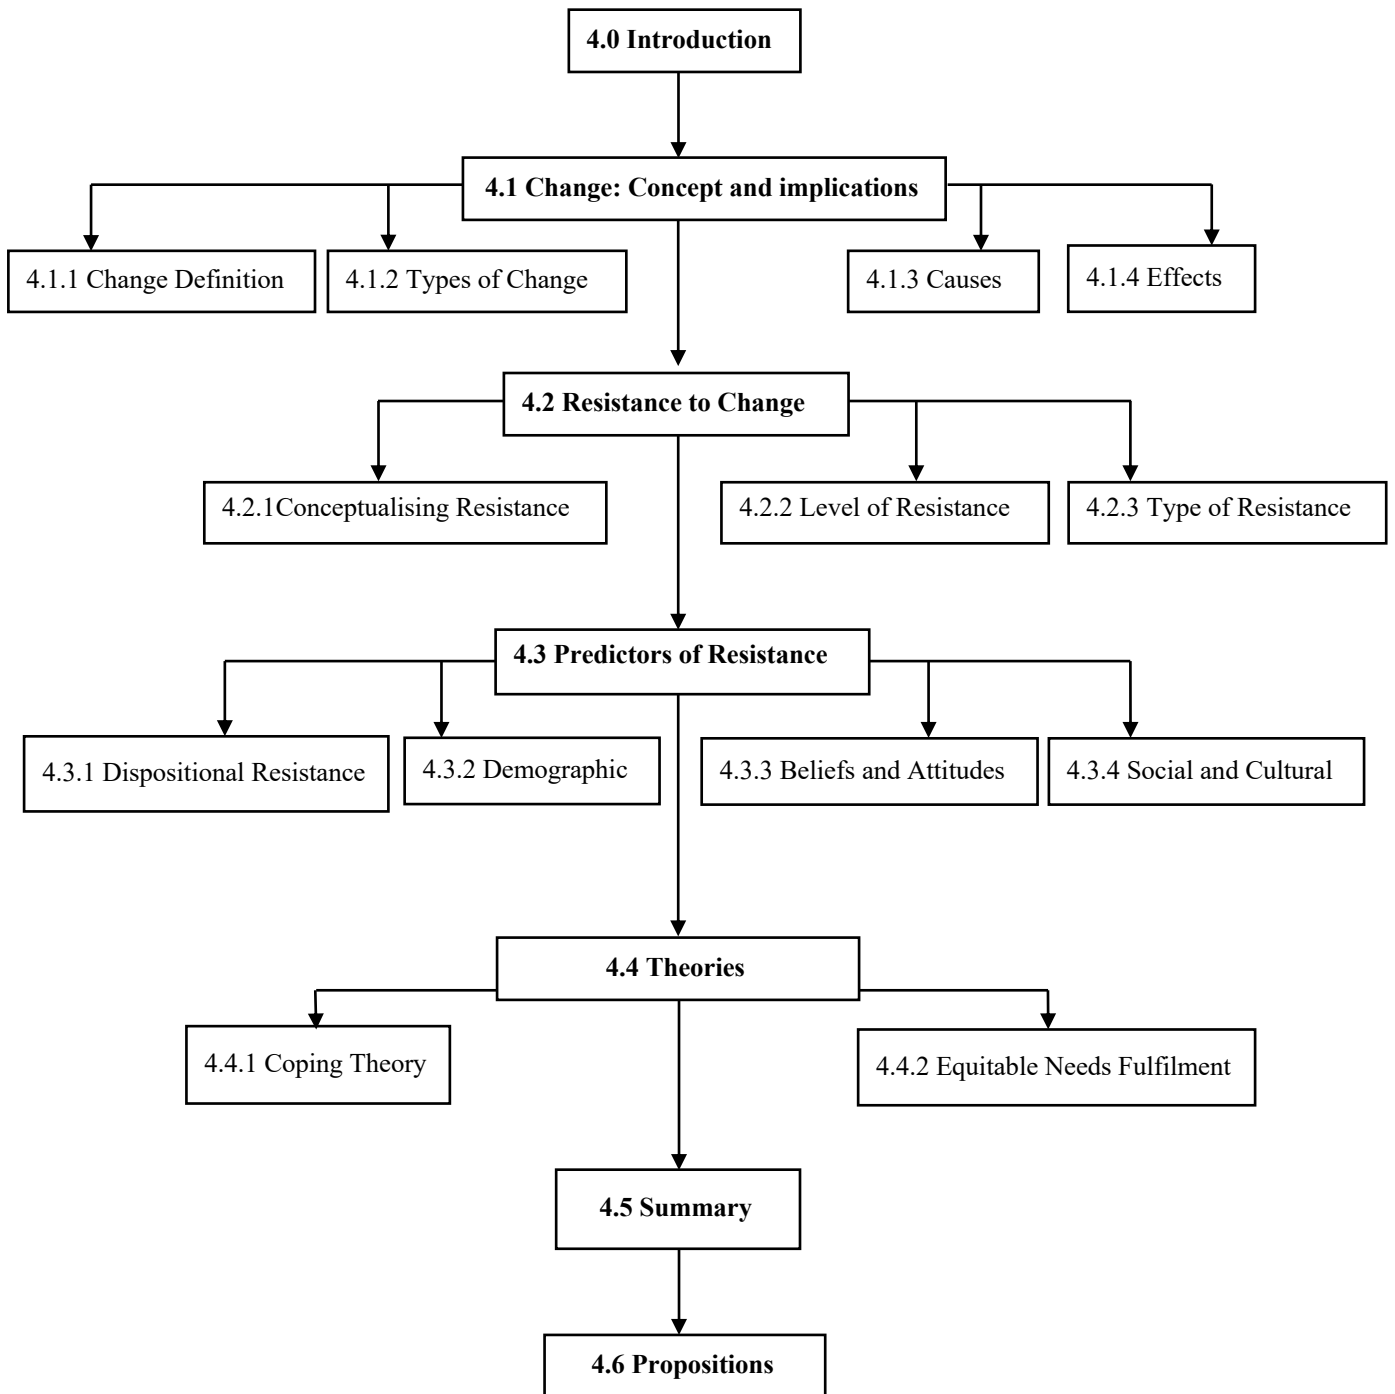 4.0 Introduction
4.1 Change: Concept and implications
4.1.1 Change Definition
4.1.2 Types of Change
4.1.3 Causes
4.1.4 Effects
4.2 Resistance to Change
4.2.1Conceptualising Resistance
4.2.2 Level of Resistance
4.2.3 Type of Resistance
4.3 Predictors of Resistance
4.3.1 Dispositional Resistance
4.3.2 Demographic
4.3.3 Beliefs and Attitudes
4.3.4 Social and Cultural
4.4 Theories
4.4.1 Coping Theory
4.4.2 Equitable Needs Fulfilment
4.5 Summary
4.6 Propositions